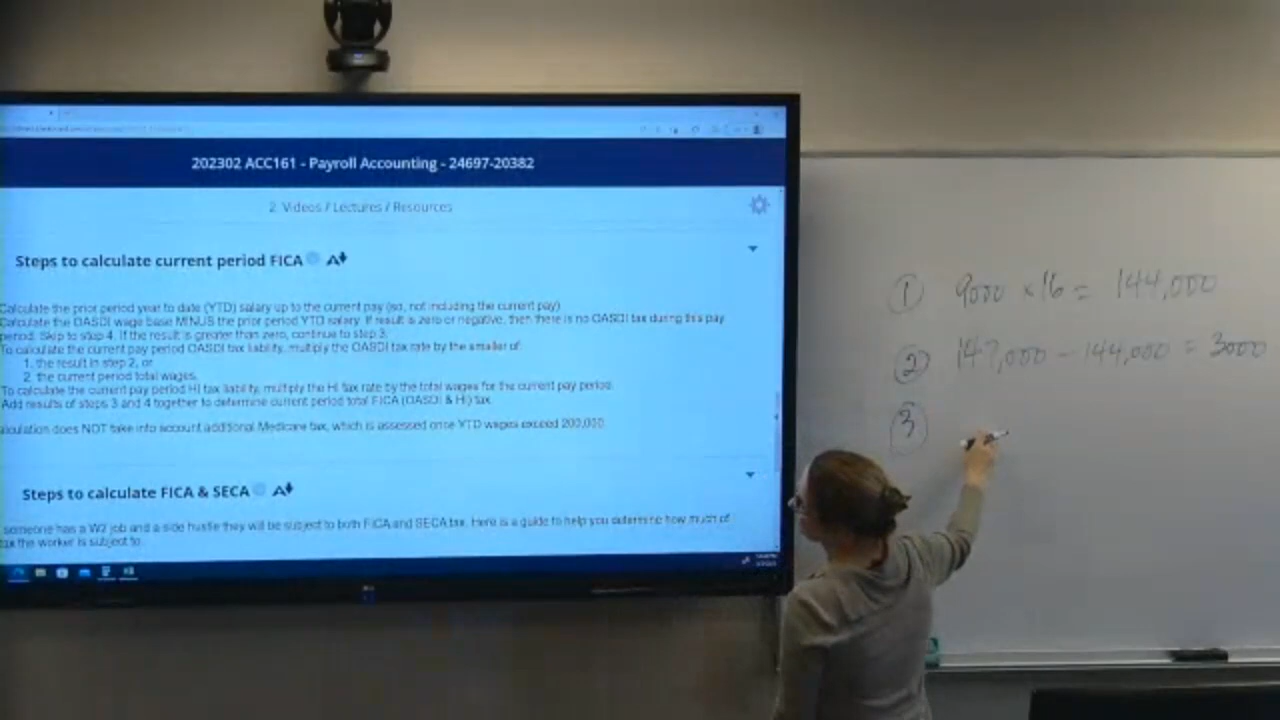 202302 ACC161 - Payroll Accounting - 24697-20382
2. Videos / Lectures / Resources
Steps to calculate current period FICA
Calculate the prior period year to date (YTD) salary up to the current pay (so, not including the current pay)
Calculate the OASDI wage base MINUS the prior period YTD salary. If result is zero or negative, then there is no OASDI tax during this pay
period. Skip to step 4. If the result is greater than zero, continue to step 3.
To calculate the current pay period OASDI tax liability, multiply the OASDI tax rate by the smaller of:
1. the result in step 2, or
2. the current period total wages.
To calculate the current pay period HI tax liability, multiply the HI tax rate by the total wages for the current pay period.
Add results of steps 3 and 4 together to determine current period total FICA (OASDI & HI) tax
calculation does NOT take into account additional Medicare tax, which is assessed once YTD wages exceed 200,000.
Steps to calculate FICA & SECA
someone has a W2 job and a side hustle they will be subject to both FICA and SECA tax. Here is a guide to help you determine how much of
tax the worker is subject to.
① 9000 × 16 = 144,000
② 147,000 - 144,000 = 3000
③